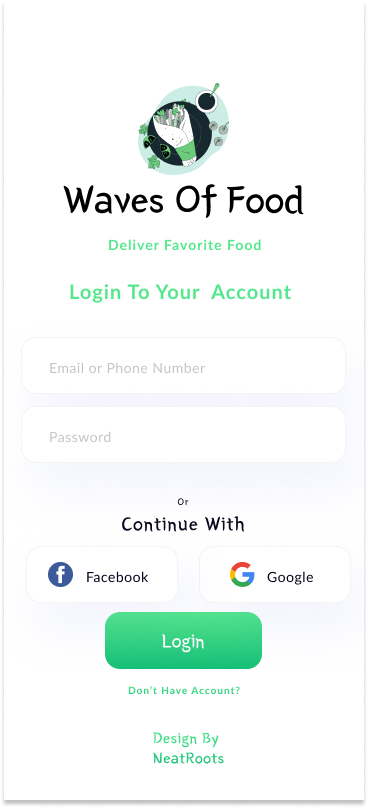 Waves Of Food
Deliver Favorite Food
Login To Your  Account
Email or Phone Number
Password
Or
Continue With
Facebook
Google
Login
Don't Have Account?
Design By
NeatRoots